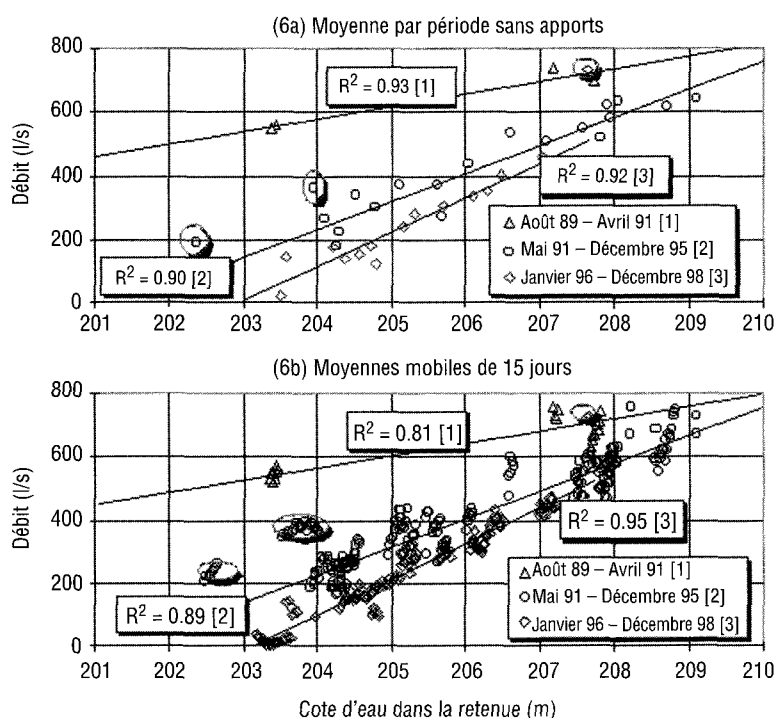 (6a) Moyenne par période sans apports
Débit (l/s)
800
600
400
200
0
R² = 0.93 [1]
R² = 0.92 [3]
R² = 0.90 [2]
Août 89 – Avril 91 [1]
Mai 91 – Décembre 95 [2]
Janvier 96 – Décembre 98 [3]
201 202 203 204 205 206 207 208 209 210
(6b) Moyennes mobiles de 15 jours
Débit (l/s)
800
600
400
200
0
R² = 0.81 [1]
R² = 0.95 [3]
R² = 0.89 [2]
Août 89 – Avril 91 [1]
Mai 91 – Décembre 95 [2]
Janvier 96 – Décembre 98 [3]
201 202 203 204 205 206 207 208 209 210
Cote d'eau dans la retenue (m)